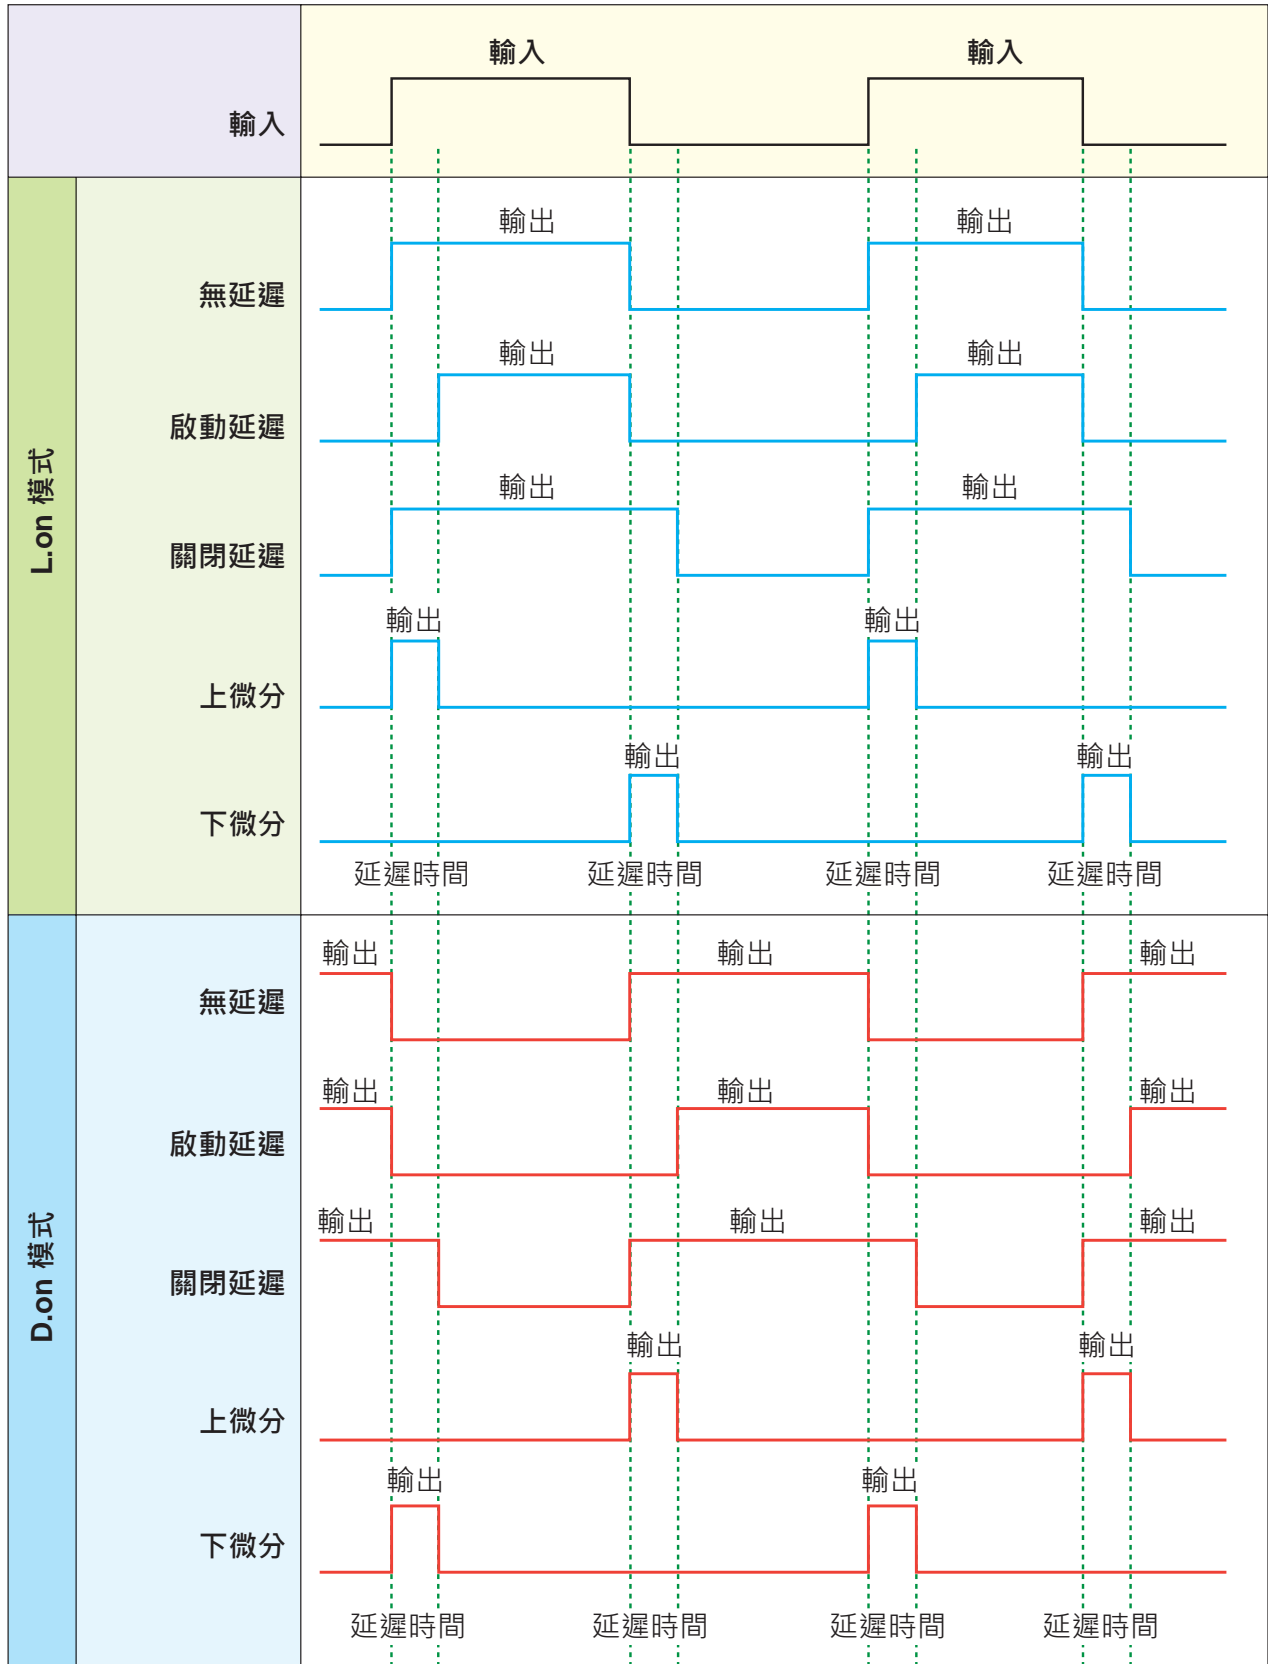 輸入 輸入
輸入
L.on 模式
輸出 輸出
無延遲
輸出 輸出
啟動延遲
輸出 輸出
關閉延遲
輸出 輸出
上微分
輸出 輸出
下微分
延遲時間 延遲時間 延遲時間 延遲時間
D.on 模式
輸出 輸出 輸出
無延遲
輸出 輸出 輸出
啟動延遲
輸出 輸出 輸出
關閉延遲
輸出 輸出
上微分
輸出 輸出
下微分
延遲時間 延遲時間 延遲時間 延遲時間